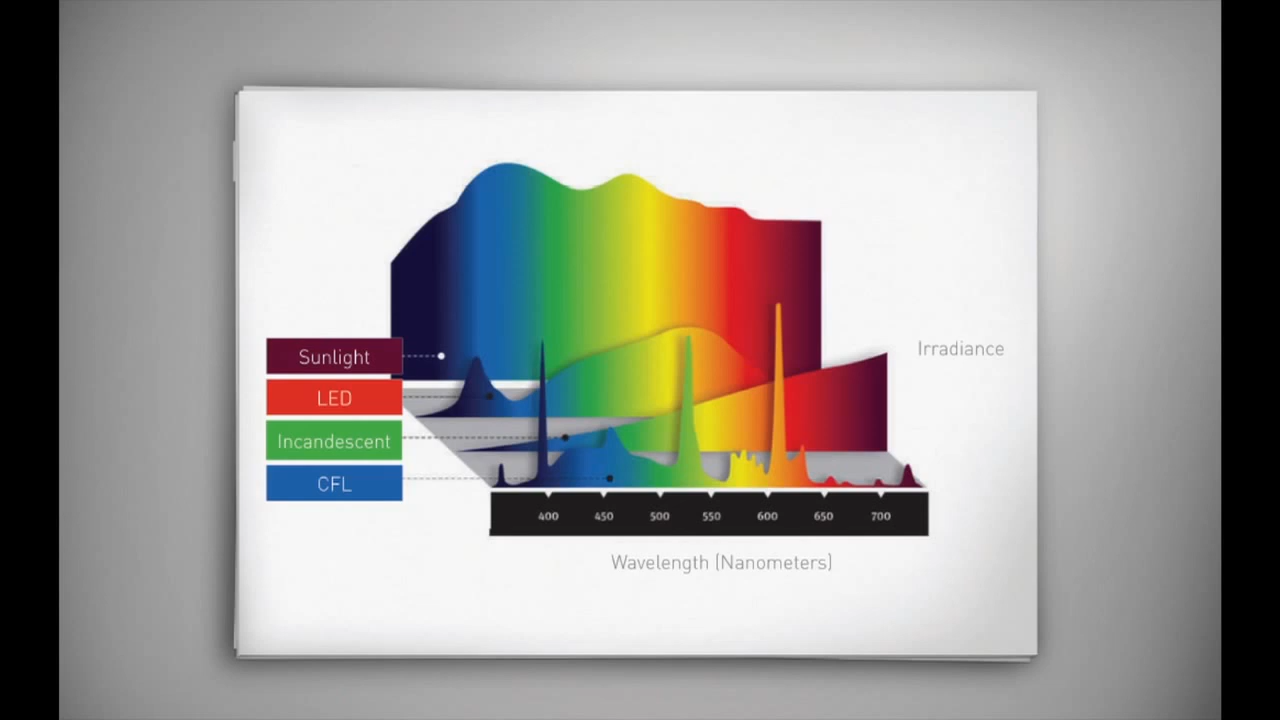 Sunlight
LED
Incandescent
CFL
Irradiance
400 450 500 550 600 650 700
Wavelength (Nanometers)